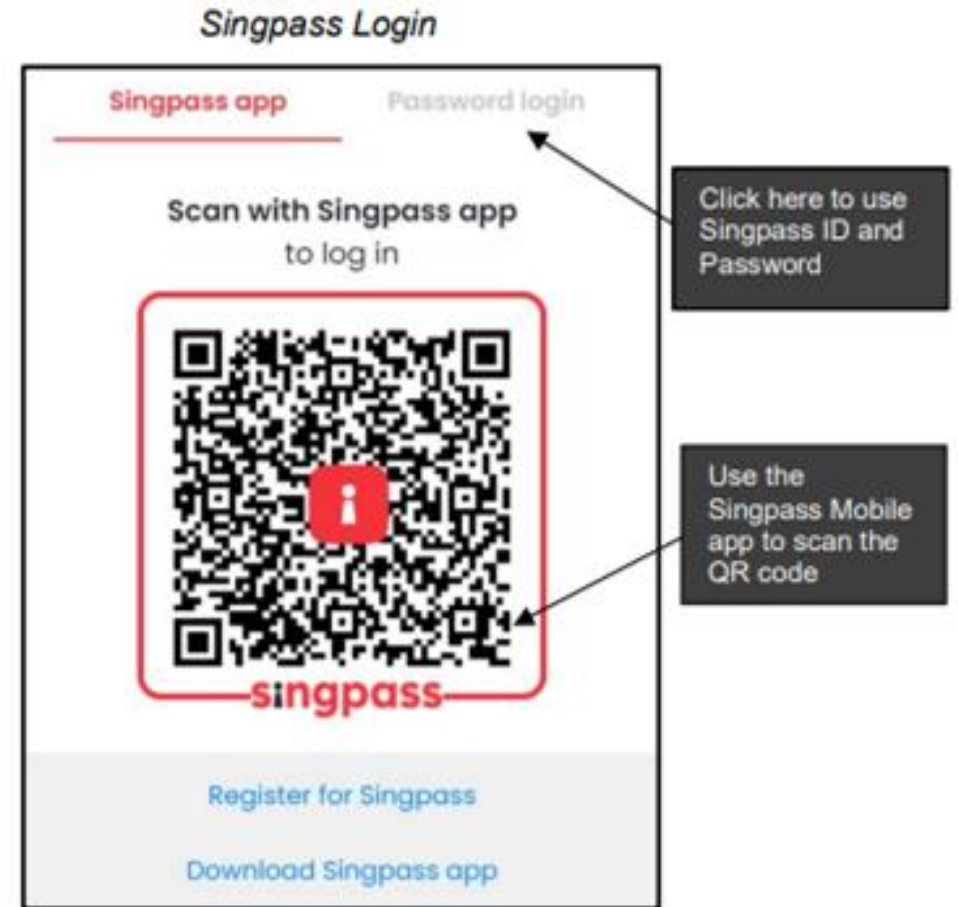 Singpass Login
Singpass app
Password login
Click here to use
Singpass ID and
Password
Scan with Singpass app
to log in
Use the
Singpass Mobile
app to scan the
QR code
singpass
Register for Singpass
Download Singpass app